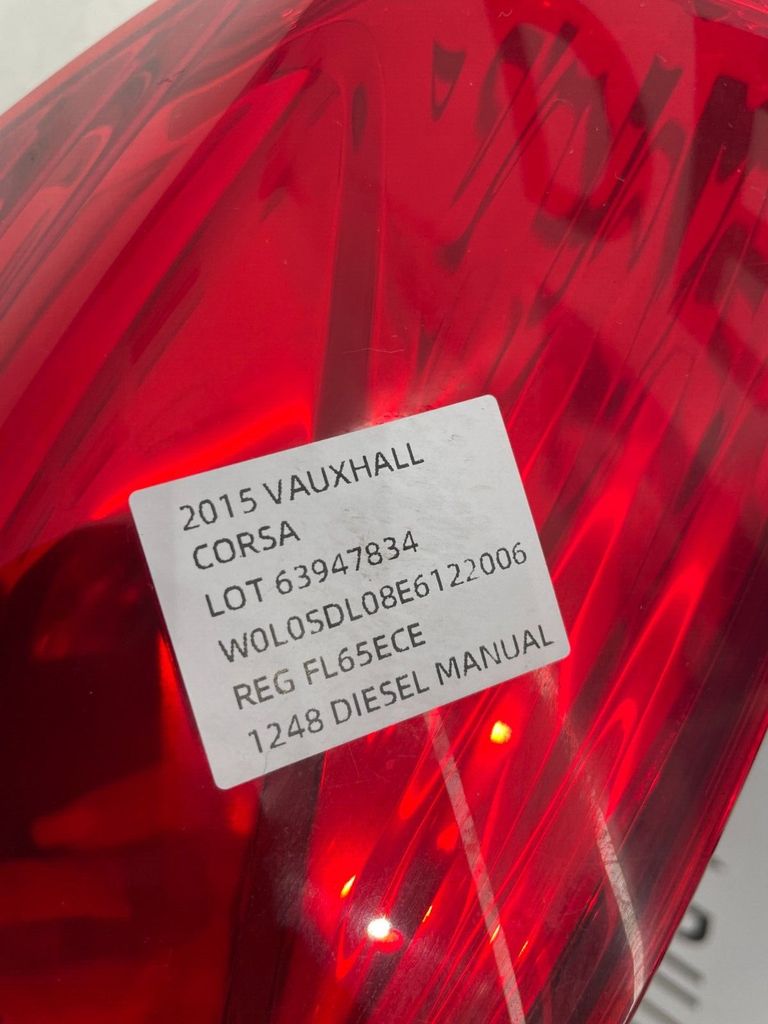 2015 VAUXHALL
CORSA
LOT 63947834
W0L0SDL08E6122006
REG FL65ECE
1248 DIESEL MANUAL